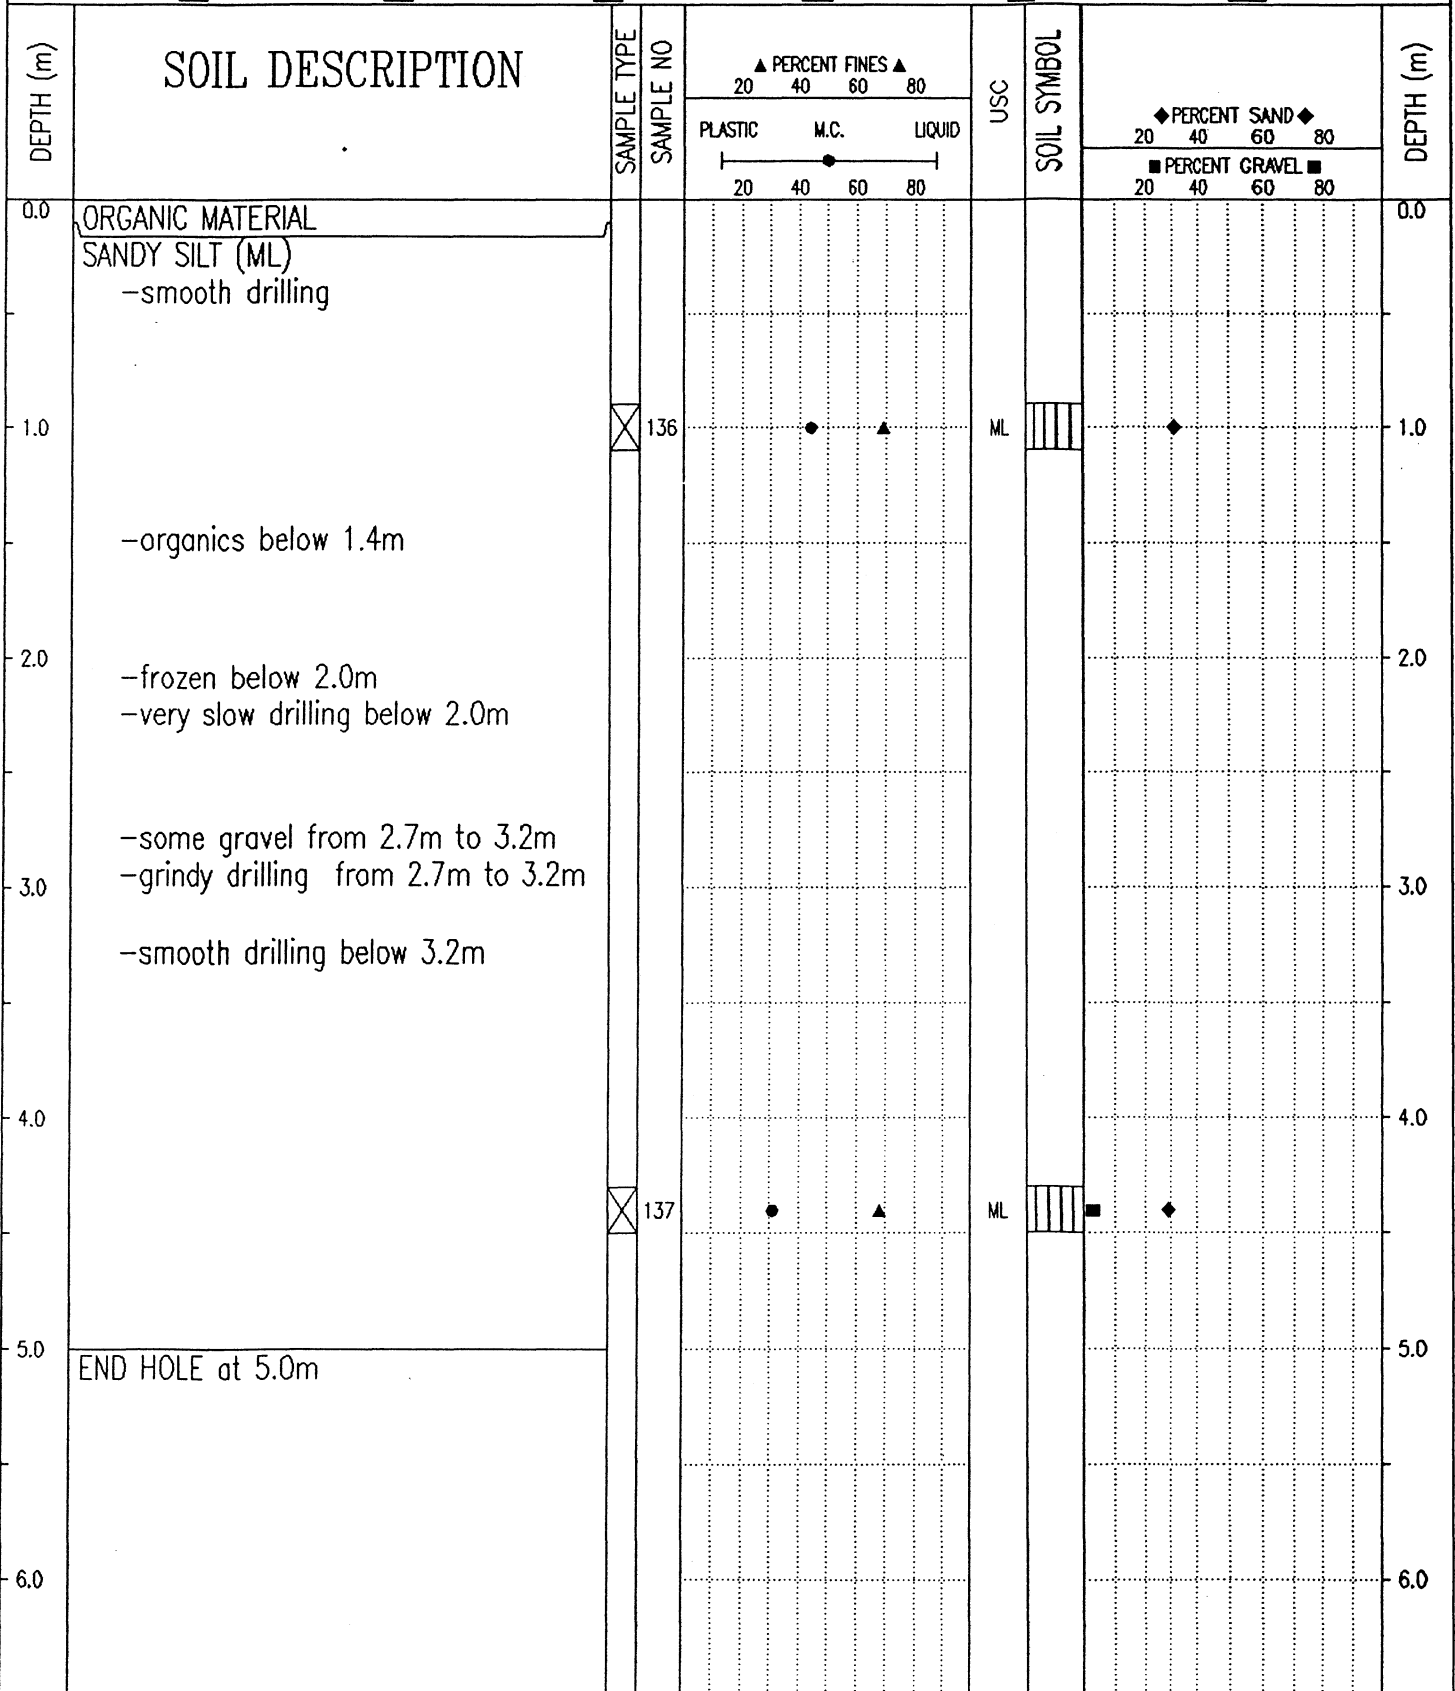 DEPTH (m)
SOIL DESCRIPTION
SAMPLE TYPE
SAMPLE NO
▲ PERCENT FINES ▲
20 40 60 80
PLASTIC M.C. LIQUID
20 40 60 80
USC
SOIL SYMBOL
◆ PERCENT SAND ◆
20 40 60 80
■ PERCENT GRAVEL ■
20 40 60 80
DEPTH (m)
0.0 ORGANIC MATERIAL 0.0
SANDY SILT (ML)
-smooth drilling
1.0 136 ML 1.0
-organics below 1.4m
2.0 2.0
-frozen below 2.0m
-very slow drilling below 2.0m
-some gravel from 2.7m to 3.2m
-grindy drilling from 2.7m to 3.2m
3.0 3.0
-smooth drilling below 3.2m
4.0 4.0
137 ML
5.0 5.0
END HOLE at 5.0m
6.0 6.0